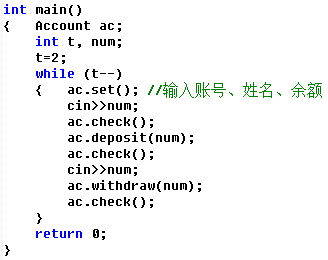 int main()
{   Account ac;
    int t, num;
    t=2;
    while (t--)
    {   ac.set(); //输入账号、姓名、余额
        cin>>num;
        ac.check();
        ac.deposit(num);
        ac.check();
        cin>>num;
        ac.withdraw(num);
        ac.check();
    }
    return 0;
}